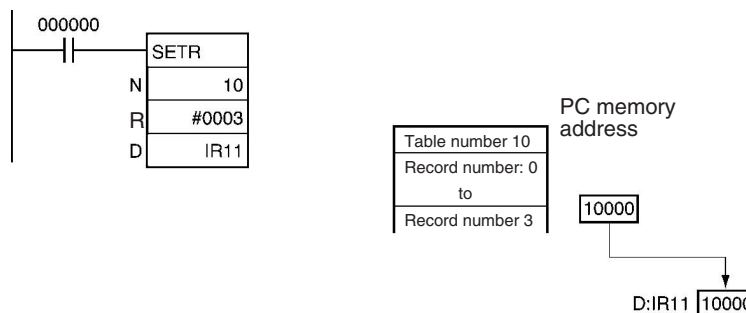 000000
SETR
N 10
R #0003
D IR11
PC memory
address
Table number 10
Record number: 0
to
Record number 3
10000
D:IR11 10000